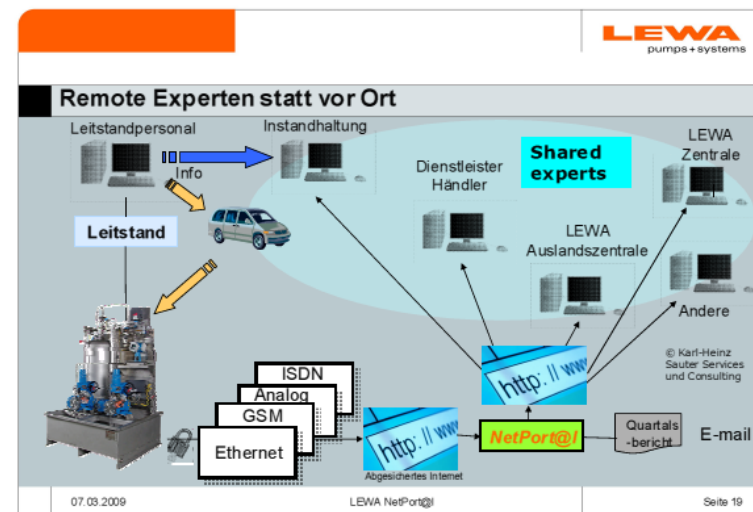 LEWA
pumps+systems
Remote Experten statt vor Ort
Leitstandpersonal
Instandhaltung
Info
Dienstleister
Händler
Shared
experts
LEWA
Zentrale
Leitstand
LEWA
Auslandszentrale
Andere
© Karl-Heinz
Sauter Services
und Consulting
ISDN
Analog
GSM
Ethernet
http: // www
Abgesichertes Internet
http: // www
NetPort@l
Quartals
-bericht
E-mail
07.03.2009
LEWA NetPort@l
Seite 19